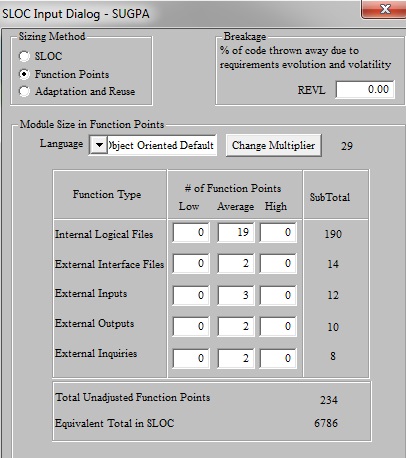 SLOC Input Dialog - SUGPA
x
Sizing Method
SLOC
Function Points
Adaptation and Reuse
Breakage
% of code thrown away due to
requirements evolution and volatility
REVL 0.00
Module Size in Function Points
Language Object Oriented Default Change Multiplier 29
Function Type # of Function Points SubTotal
Low Average High
Internal Logical Files 0 19 0 190
External Interface Files 0 2 0 14
External Inputs 0 3 0 12
External Outputs 0 2 0 10
External Inquiries 0 2 0 8
Total Unadjusted Function Points 234
Equivalent Total in SLOC 6786